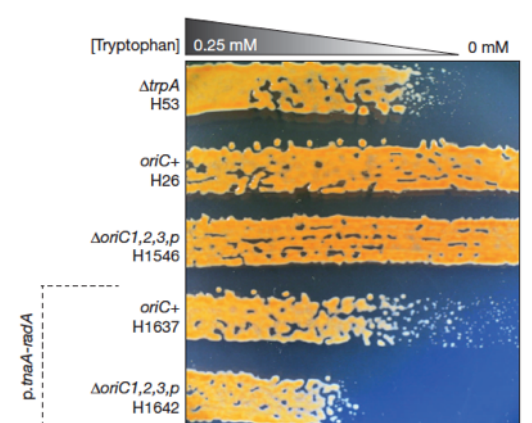 [Tryptophan] 0.25 mM 0 mM
ΔtrpA
H53
oriC+
H26
ΔoriC1,2,3,p
H1546
p.tnaA-radA
oriC+
H1637
ΔoriC1,2,3,p
H1642